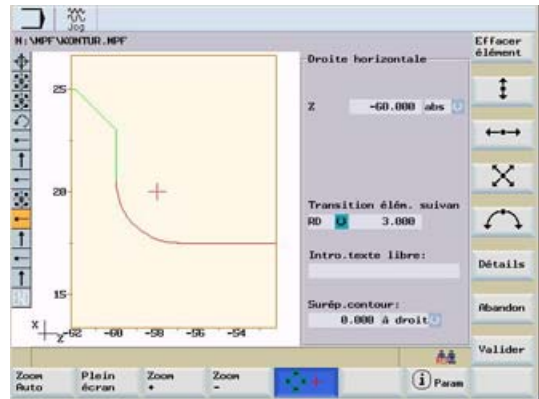 Jog
N:\MPF\KONTUR.MPF
Effacer élément
Droite horizontale
25
Z -60.000 abs
20
Transition élém. suivan
RD 3.000
Intro.texte libre:
Détails
15
Surép.contour:
0.000 à droit
Abandon
X
Z
-62 -60 -58 -56 -54
Valider
Zoom Auto
Plein écran
Zoom +
Zoom -
i Param